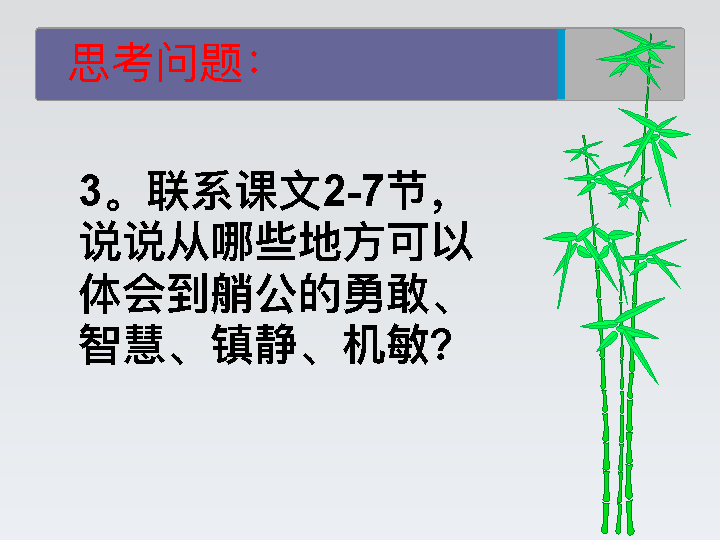 思考问题：
3。联系课文2-7节，
说说从哪些地方可以
体会到艄公的勇敢、
智慧、镇静、机敏？